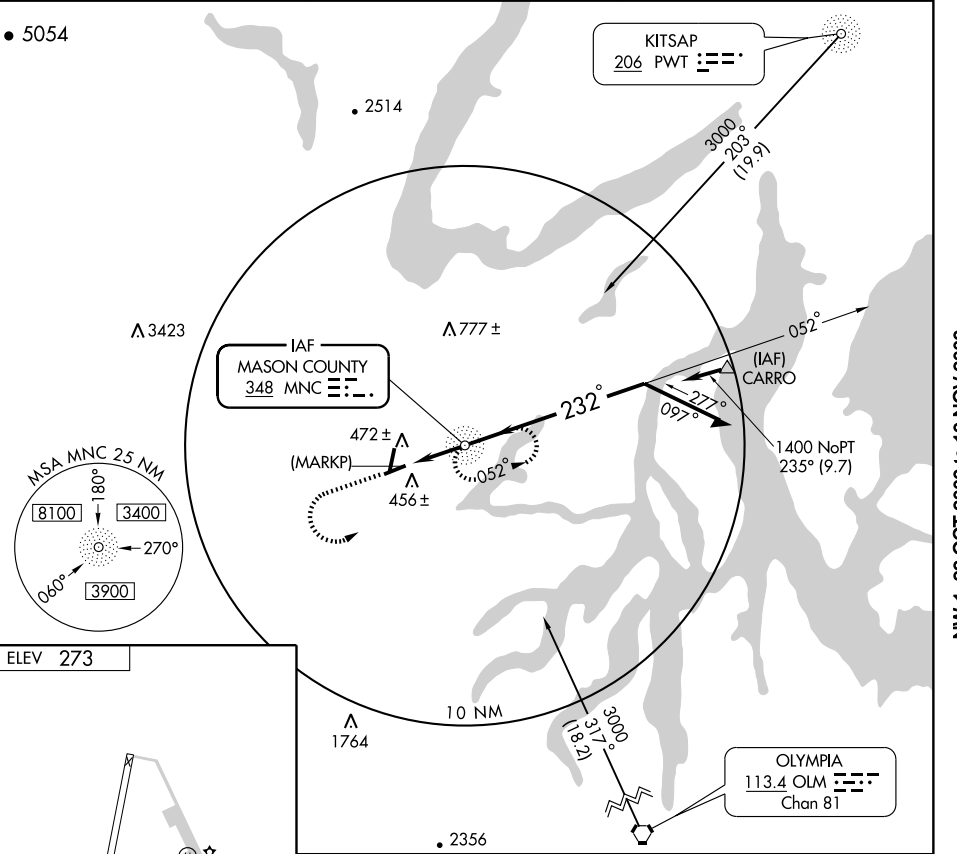 5054
KITSAP
206 PWT
2514
3000
203°
(19.9)
3423
777 ±
IAF
MASON COUNTY
348 MNC
052°
(IAF)
CARRO
232°
277°
097°
1400 NoPT
235° (9.7)
472 ±
(MARKP)
052°
456 ±
MSA MNC 25 NM
180°
8100
3400
270°
060°
3900
ELEV 273
10 NM
1764
3000
317°
(18.2)
OLYMPIA
113.4 OLM
Chan 81
2356